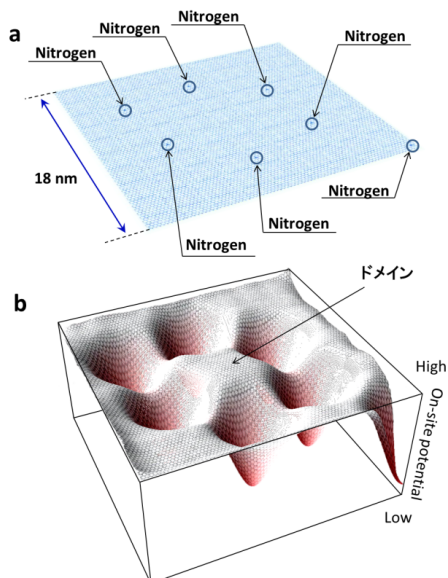 a
Nitrogen
Nitrogen
Nitrogen
Nitrogen
18 nm
Nitrogen
Nitrogen
Nitrogen
Nitrogen
ドメイン
b
High
On-site potential
Low